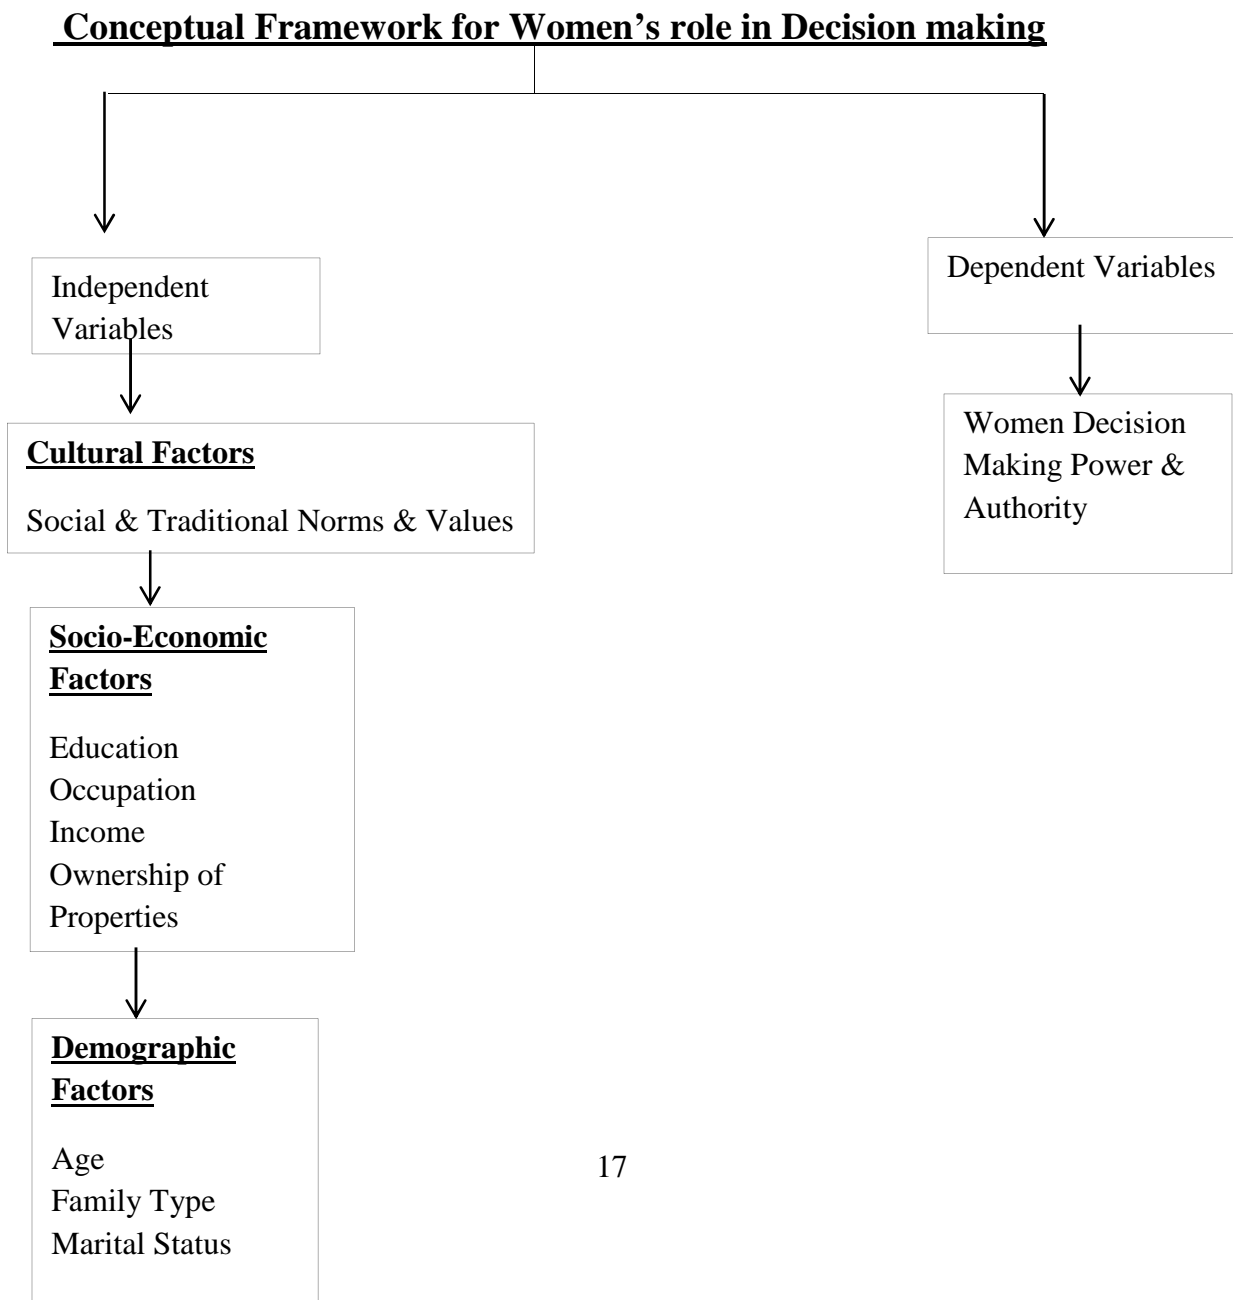 Conceptual Framework for Women’s role in Decision making
Independent
Variables
Dependent Variables
Cultural Factors
Social & Traditional Norms & Values
Women Decision
Making Power &
Authority
Socio-Economic
Factors
Education
Occupation
Income
Ownership of
Properties
Demographic
Factors
Age
Family Type
Marital Status
17